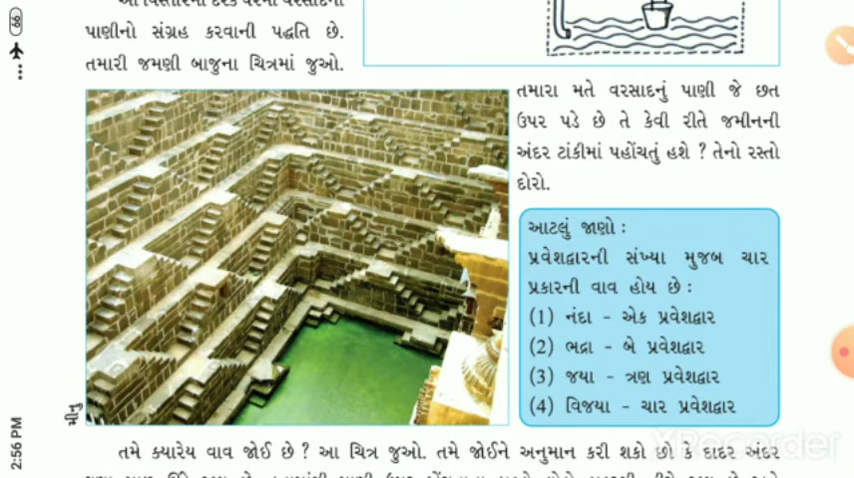 પાણીનો સંગ્રહ કરવાની પદ્ધતિ છે.
તમારી જમણી બાજુના ચિત્રમાં જુઓ.
તમારા મતે વરસાદનું પાણી જે છત
ઉપર પડે છે તે કેવી રીતે જમીનની
અંદર ટાંકીમાં પહોંચતું હશે ? તેનો રસ્તો
દોરો.
આટલું જાણો :
પ્રવેશદ્વારની સંખ્યા મુજબ ચાર
પ્રકારની વાવ હોય છે :
(1) નંદા - એક પ્રવેશદ્વાર
(2) ભદ્રા - બે પ્રવેશદ્વાર
(3) જયા - ત્રણ પ્રવેશદ્વાર
(4) વિજયા - ચાર પ્રવેશદ્વાર
મીનુ
તમે ક્યારેય વાવ જોઈ છે ? આ ચિત્ર જુઓ. તમે જોઈને અનુમાન કરી શકો છો કે દાદર અંદર
XRecorder
66
2:56 PM